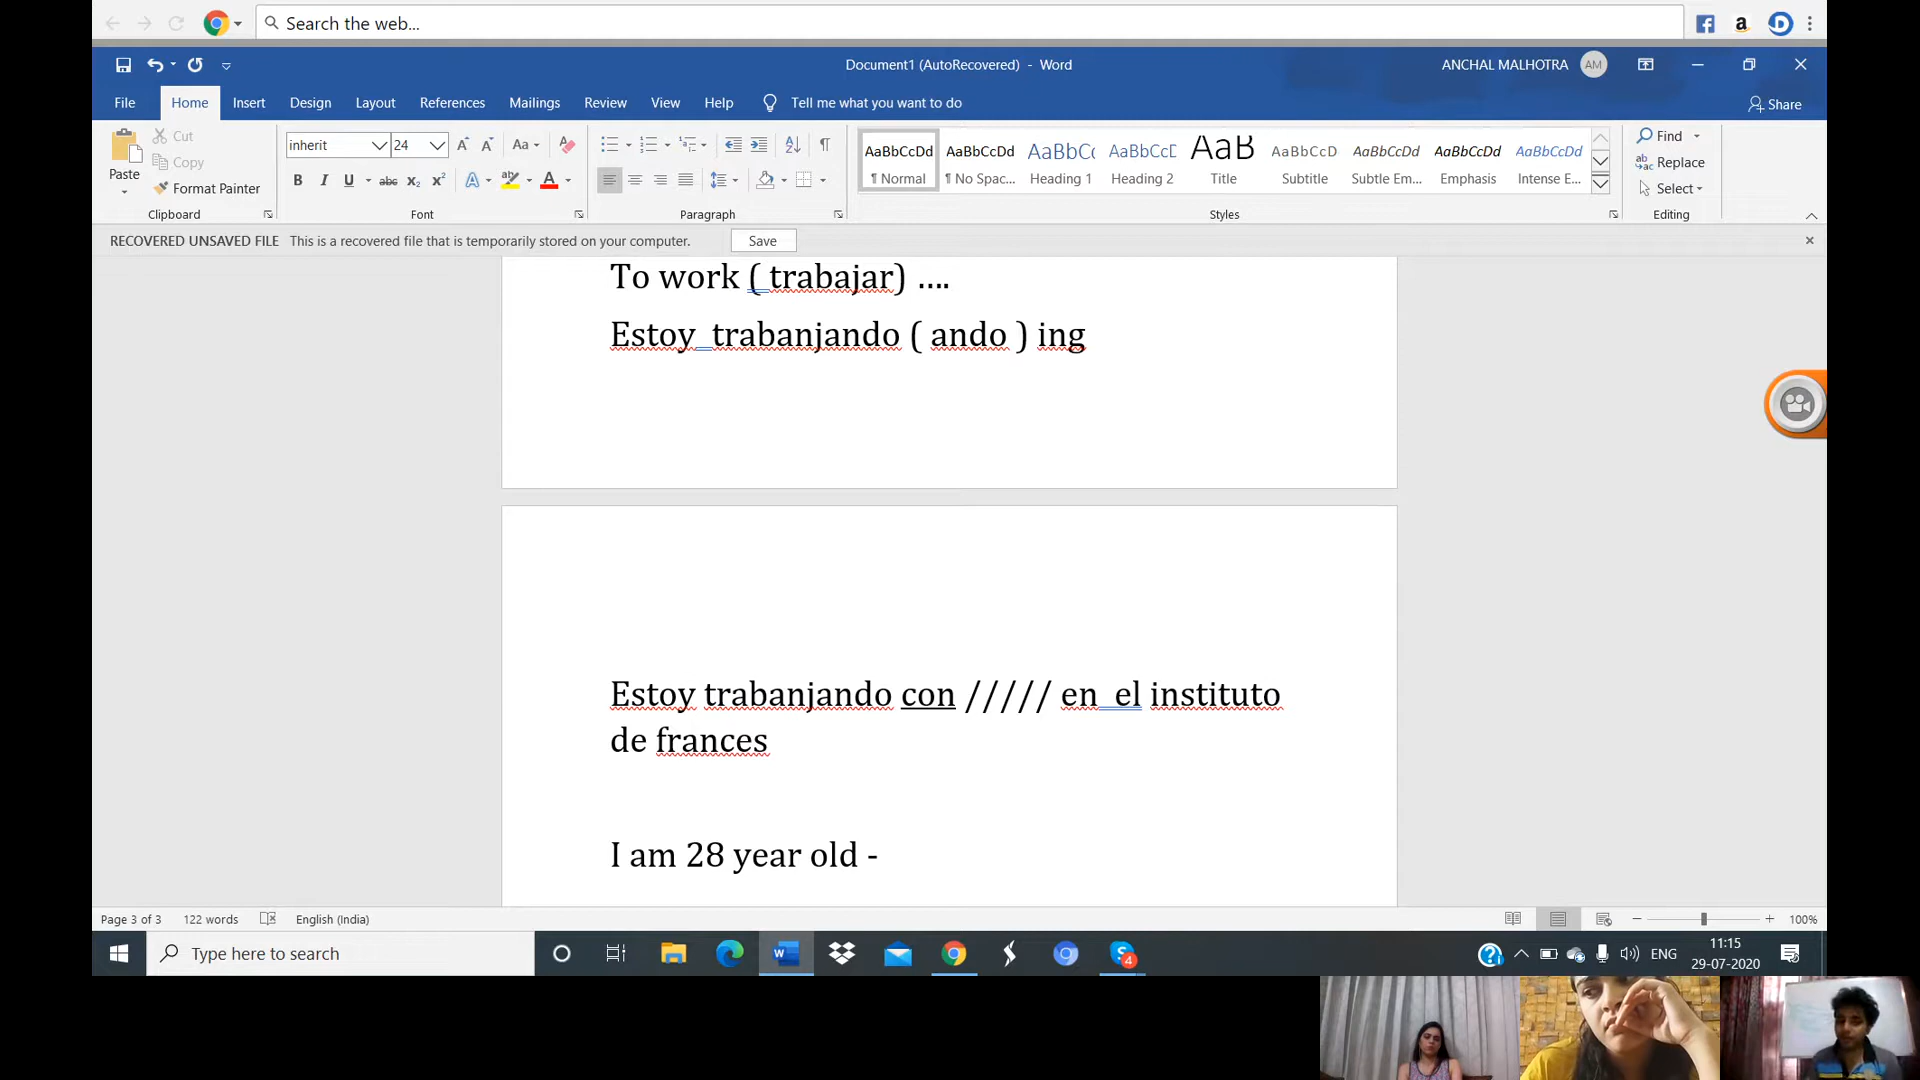 Search the web...
Document1 (AutoRecovered) - Word
ANCHAL MALHOTRA AM
File Home Insert Design Layout References Mailings Review View Help Tell me what you want to do
Share
Paste
Cut
Copy
Format Painter
Clipboard
inherit 24
Font
Paragraph
AaBbCcDd AaBbCcDd AaBbCc AaBbCcD AaB AaBbCcD AaBbCcDd AaBbCcDd AaBbCcDd
¶ Normal ¶ No Spac... Heading 1 Heading 2 Title Subtitle Subtle Em... Emphasis Intense E...
Styles
Find
Replace
Select
Editing
RECOVERED UNSAVED FILE This is a recovered file that is temporarily stored on your computer. Save
To work ( trabajar) ....
Estoy trabanjando ( ando ) ing
Estoy trabanjando con ///// en el instituto
de frances
I am 28 year old -
Page 3 of 3 122 words English (India)
100%
Type here to search
4
ENG
11:15
29-07-2020